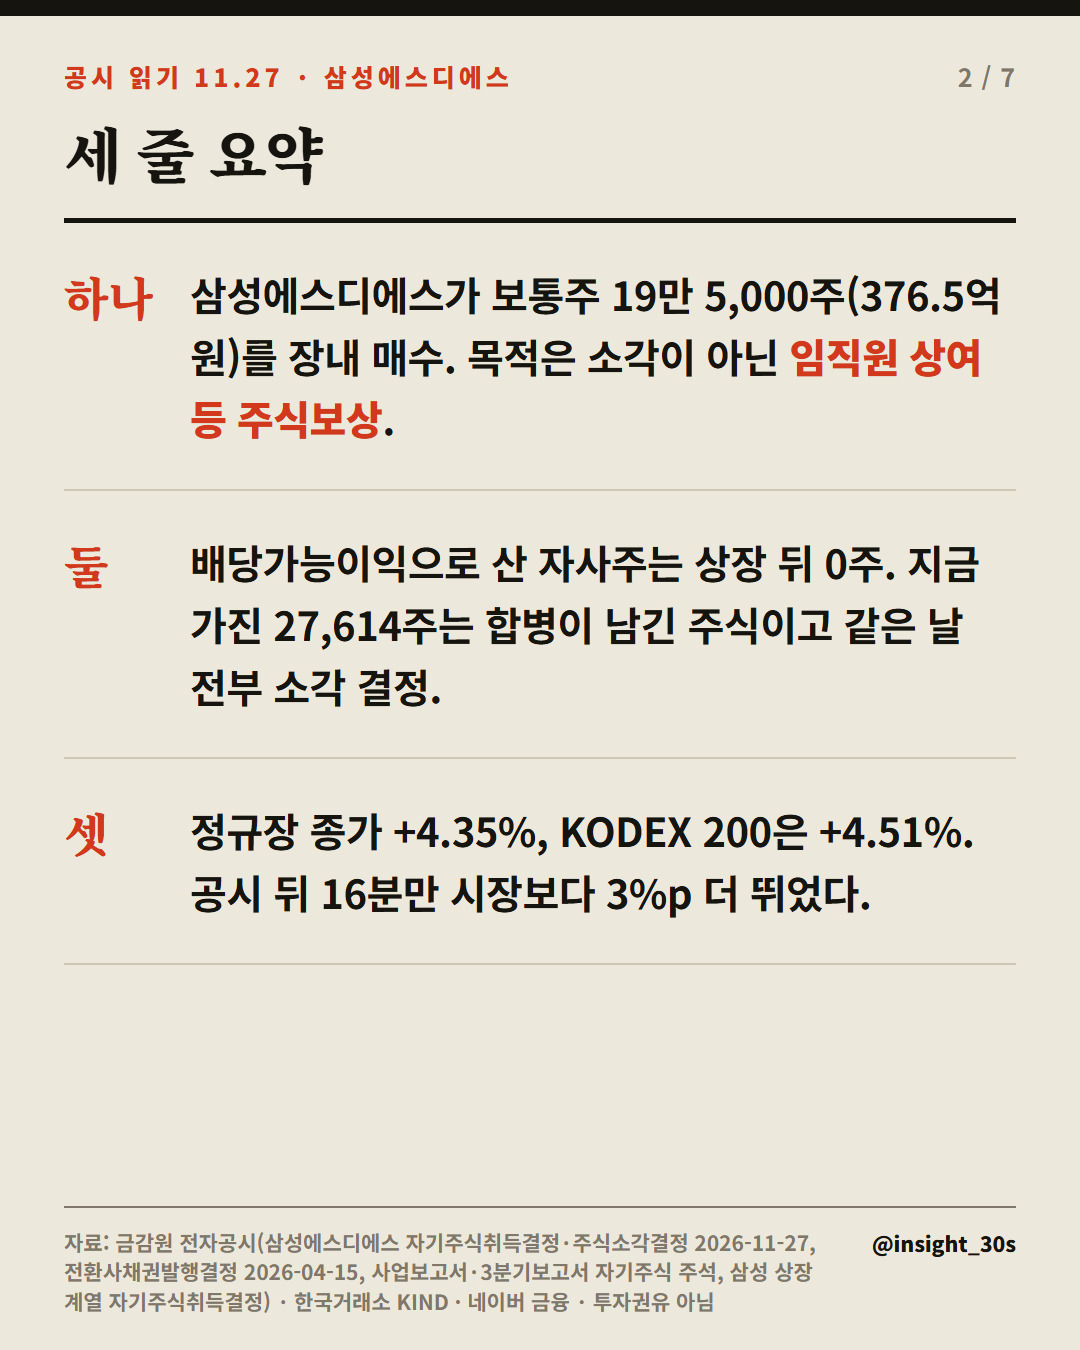 공시 읽기 11.27 · 삼성에스디에스
2 / 7
세 줄 요약
하나
삼성에스디에스가 보통주 19만 5,000주(376.5억
원)를 장내 매수. 목적은 소각이 아닌 임직원 상여
등 주식보상.
둘
배당가능이익으로 산 자사주는 상장 뒤 0주. 지금
가진 27,614주는 합병이 남긴 주식이고 같은 날
전부 소각 결정.
셋
정규장 종가 +4.35%, KODEX 200은 +4.51%.
공시 뒤 16분만 시장보다 3%p 더 뛰었다.
자료: 금감원 전자공시(삼성에스디에스 자기주식취득결정·주식소각결정 2026-11-27,
전환사채권발행결정 2026-04-15, 사업보고서·3분기보고서 자기주식 주석, 삼성 상장
계열 자기주식취득결정) · 한국거래소 KIND · 네이버 금융 · 투자권유 아님
@insight_30s